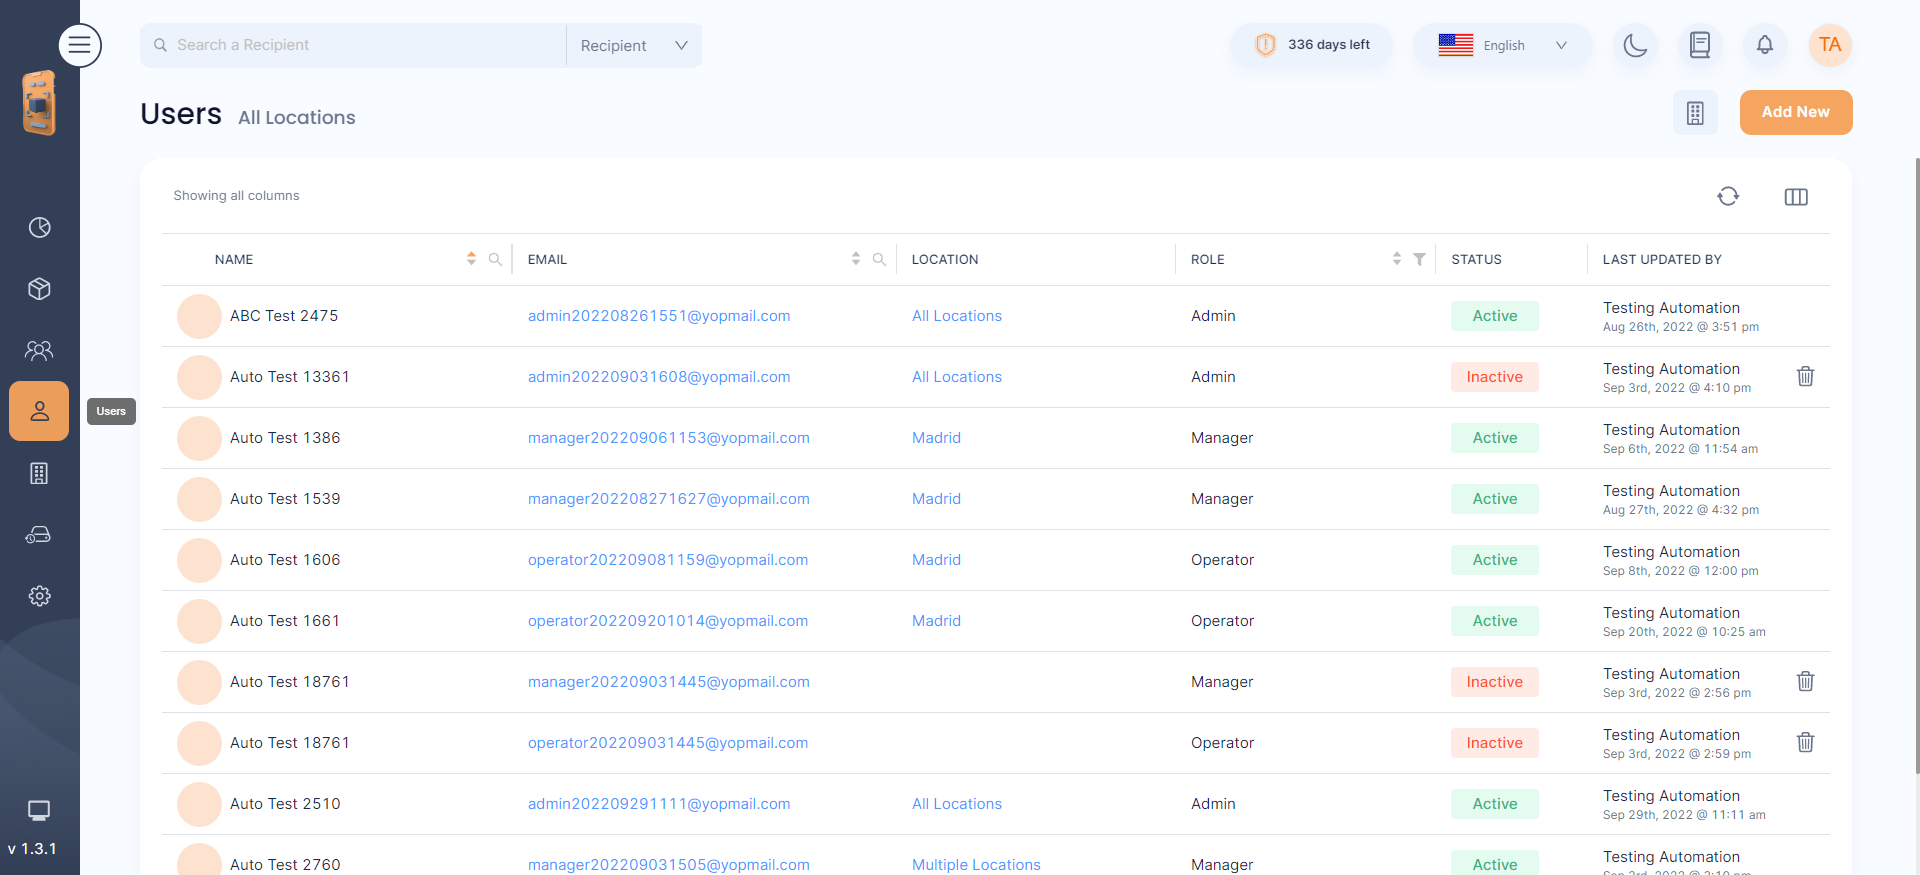 Search a Recipient
Recipient
336 days left
English
TA
Users All Locations
Add New
Showing all columns
NAME EMAIL LOCATION ROLE STATUS LAST UPDATED BY
ABC Test 2475 admin202208261551@yopmail.com All Locations Admin Active Testing Automation
Aug 26th, 2022 @ 3:51 pm
Auto Test 13361 admin202209031608@yopmail.com All Locations Admin Inactive Testing Automation
Sep 3rd, 2022 @ 4:10 pm
Users
Auto Test 1386 manager202209061153@yopmail.com Madrid Manager Active Testing Automation
Sep 6th, 2022 @ 11:54 am
Auto Test 1539 manager202208271627@yopmail.com Madrid Manager Active Testing Automation
Aug 27th, 2022 @ 4:32 pm
Auto Test 1606 operator202209081159@yopmail.com Madrid Operator Active Testing Automation
Sep 8th, 2022 @ 12:00 pm
Auto Test 1661 operator202209201014@yopmail.com Madrid Operator Active Testing Automation
Sep 20th, 2022 @ 10:25 am
Auto Test 18761 manager202209031445@yopmail.com Manager Inactive Testing Automation
Sep 3rd, 2022 @ 2:56 pm
Auto Test 18761 operator202209031445@yopmail.com Operator Inactive Testing Automation
Sep 3rd, 2022 @ 2:59 pm
Auto Test 2510 admin202209291111@yopmail.com All Locations Admin Active Testing Automation
Sep 29th, 2022 @ 11:11 am
Auto Test 2760 manager202209031505@yopmail.com Multiple Locations Manager Active Testing Automation
v 1.3.1